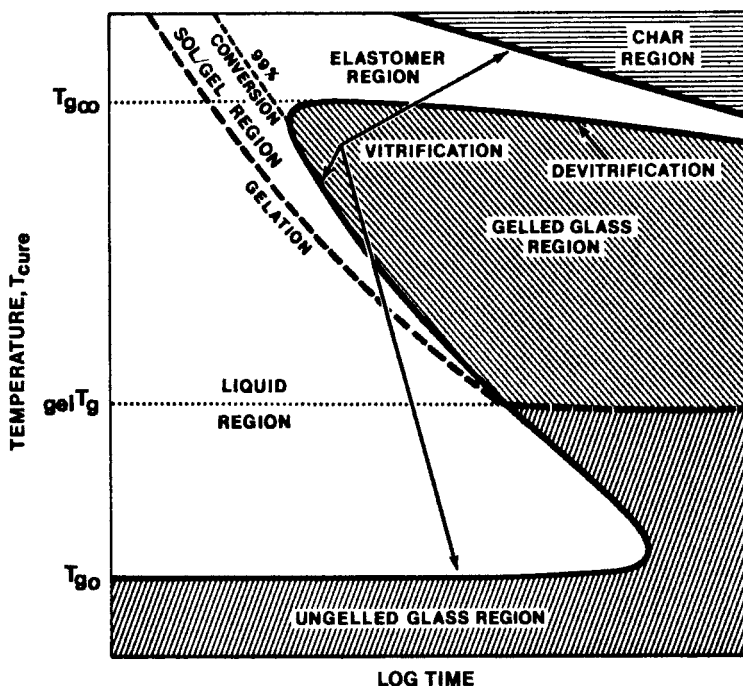 CHAR
REGION
ELASTOMER
REGION
99%
CONVERSION
SOL/GEL REGION
GELATION
Tg∞
VITRIFICATION
DEVITRIFICATION
GELLED GLASS
REGION
TEMPERATURE, Tcure
LIQUID
gelTg
REGION
Tgo
UNGELLED GLASS REGION
LOG TIME